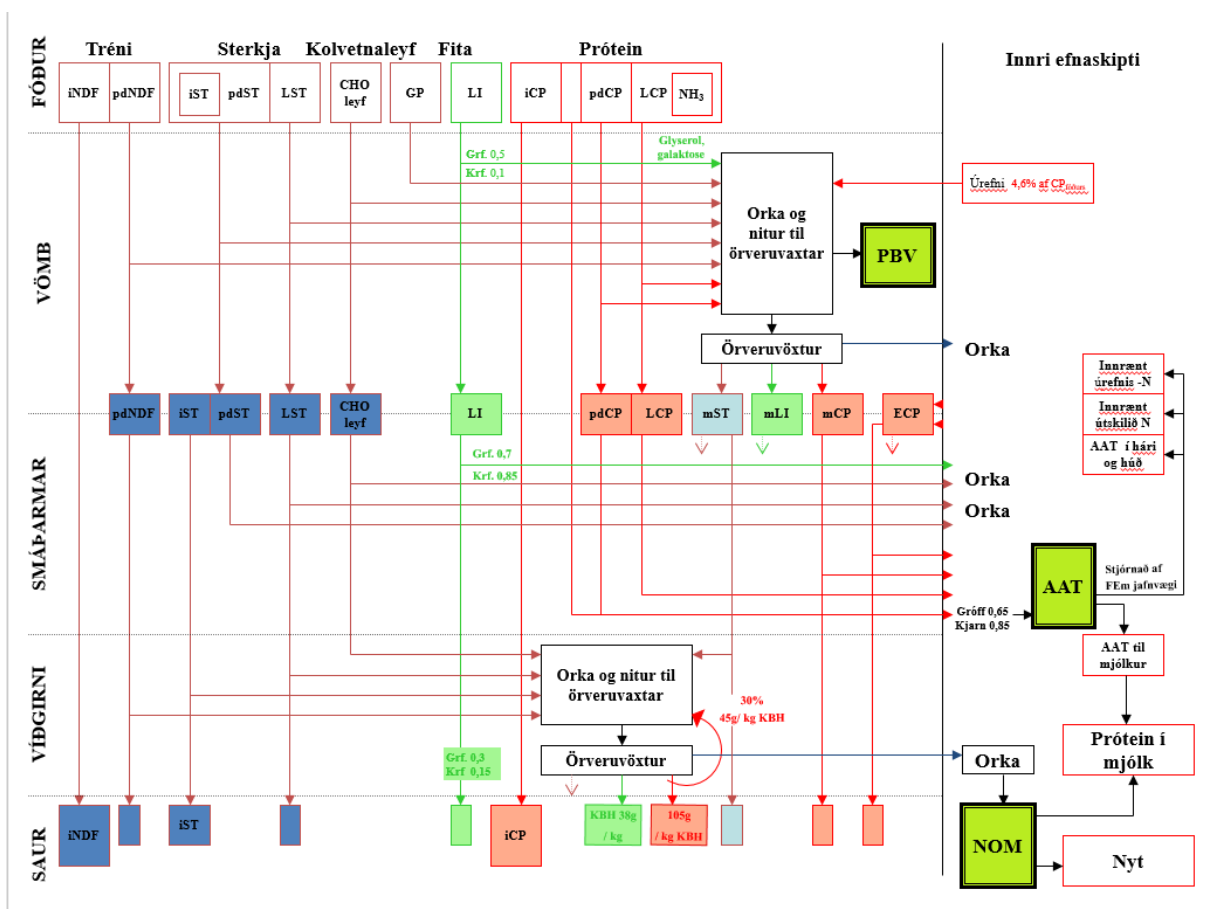 Tréni Sterkja Kolvetnaleyf Fita Prótein
Innri efnaskipti
FÓÐUR
iNDF pdNDF iST pdST LST CHO leyf GP LI iCP pdCP LCP NH3
VÖMB
Grf. 0,5
Krf. 0,1
Glyserol,
galaktose
Orka og
nitur til
örveruvaxtar
Úrefni 4,6% af CPfóðurs
PBV
Örveruvöxtur
Orka
pdNDF iST pdST LST CHO leyf LI pdCP LCP mST mLI mCP ECP
Innrænt
úrefnis -N
Innrænt
útskilið N
AAT í hári
og húð
SMÁÞARMAR
Grf. 0,7
Krf. 0,85
Orka
Orka
AAT
Stjórnað af
FEm jafnvægi
Gróff 0,65
Kjarn 0,85
AAT til
mjólkur
VÍÐGIRNI
Orka og nitur til
örveruvaxtar
30%
45g/ kg KBH
Prótein í
mjólk
Örveruvöxtur
Orka
Grf. 0,3
Krf 0,15
SAUR
iNDF iST iCP
KBH 38g
/ kg
105g
/ kg KBH
NOM
Nyt